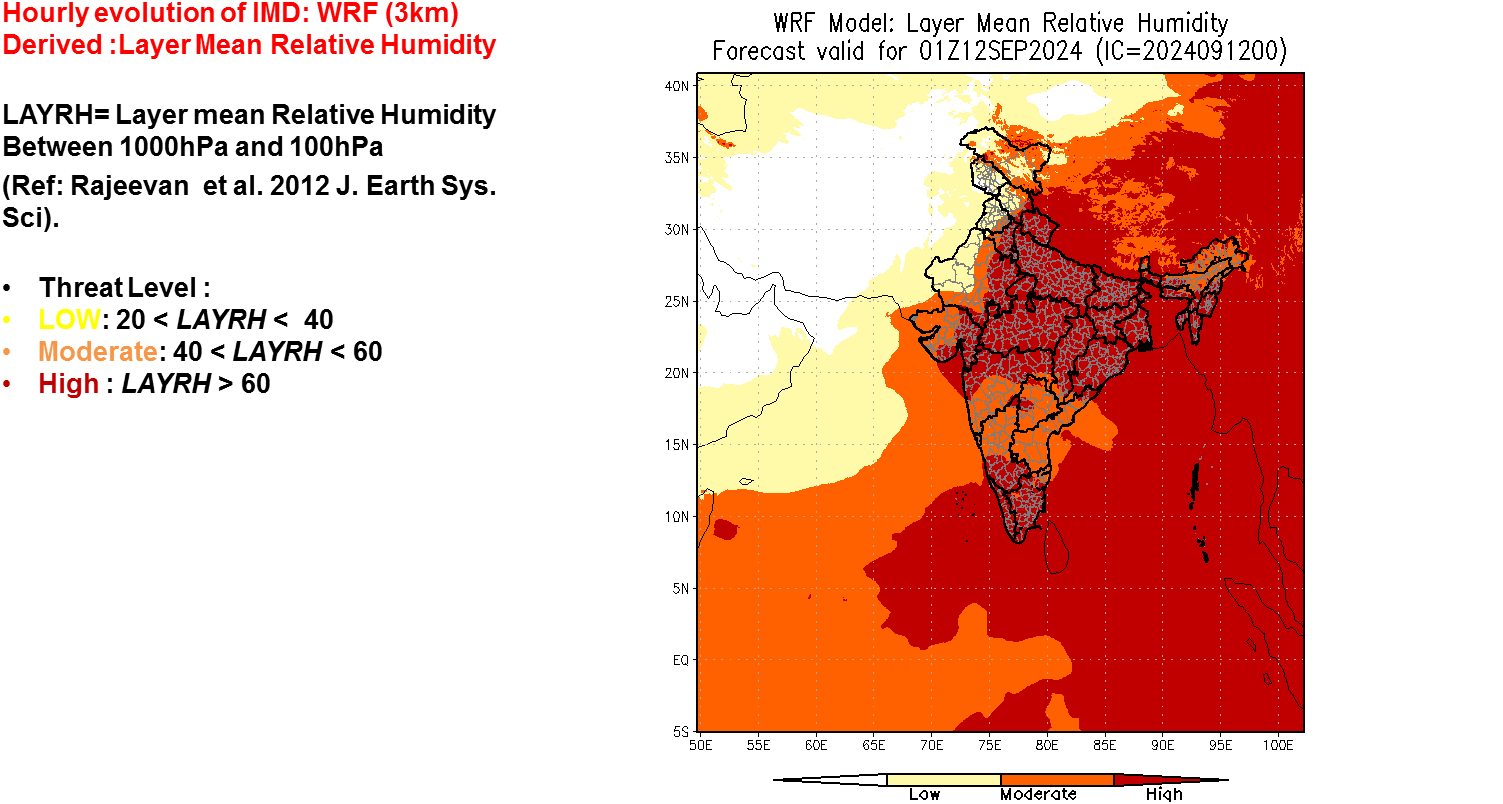 Hourly evolution of IMD: WRF (3km)
Derived :Layer Mean Relative Humidity
LAYRH= Layer mean Relative Humidity
Between 1000hPa and 100hPa
(Ref: Rajeevan et al. 2012 J. Earth Sys.
Sci).
• Threat Level :
• LOW: 20 < LAYRH < 40
• Moderate: 40 < LAYRH < 60
• High : LAYRH > 60
WRF Model: Layer Mean Relative Humidity
Forecast valid for 01Z12SEP2024 (IC=2024091200)
40N
35N
30N
25N
20N
15N
10N
5N
EQ
5S
50E 55E 60E 65E 70E 75E 80E 85E 90E 95E 100E
Low Moderate High